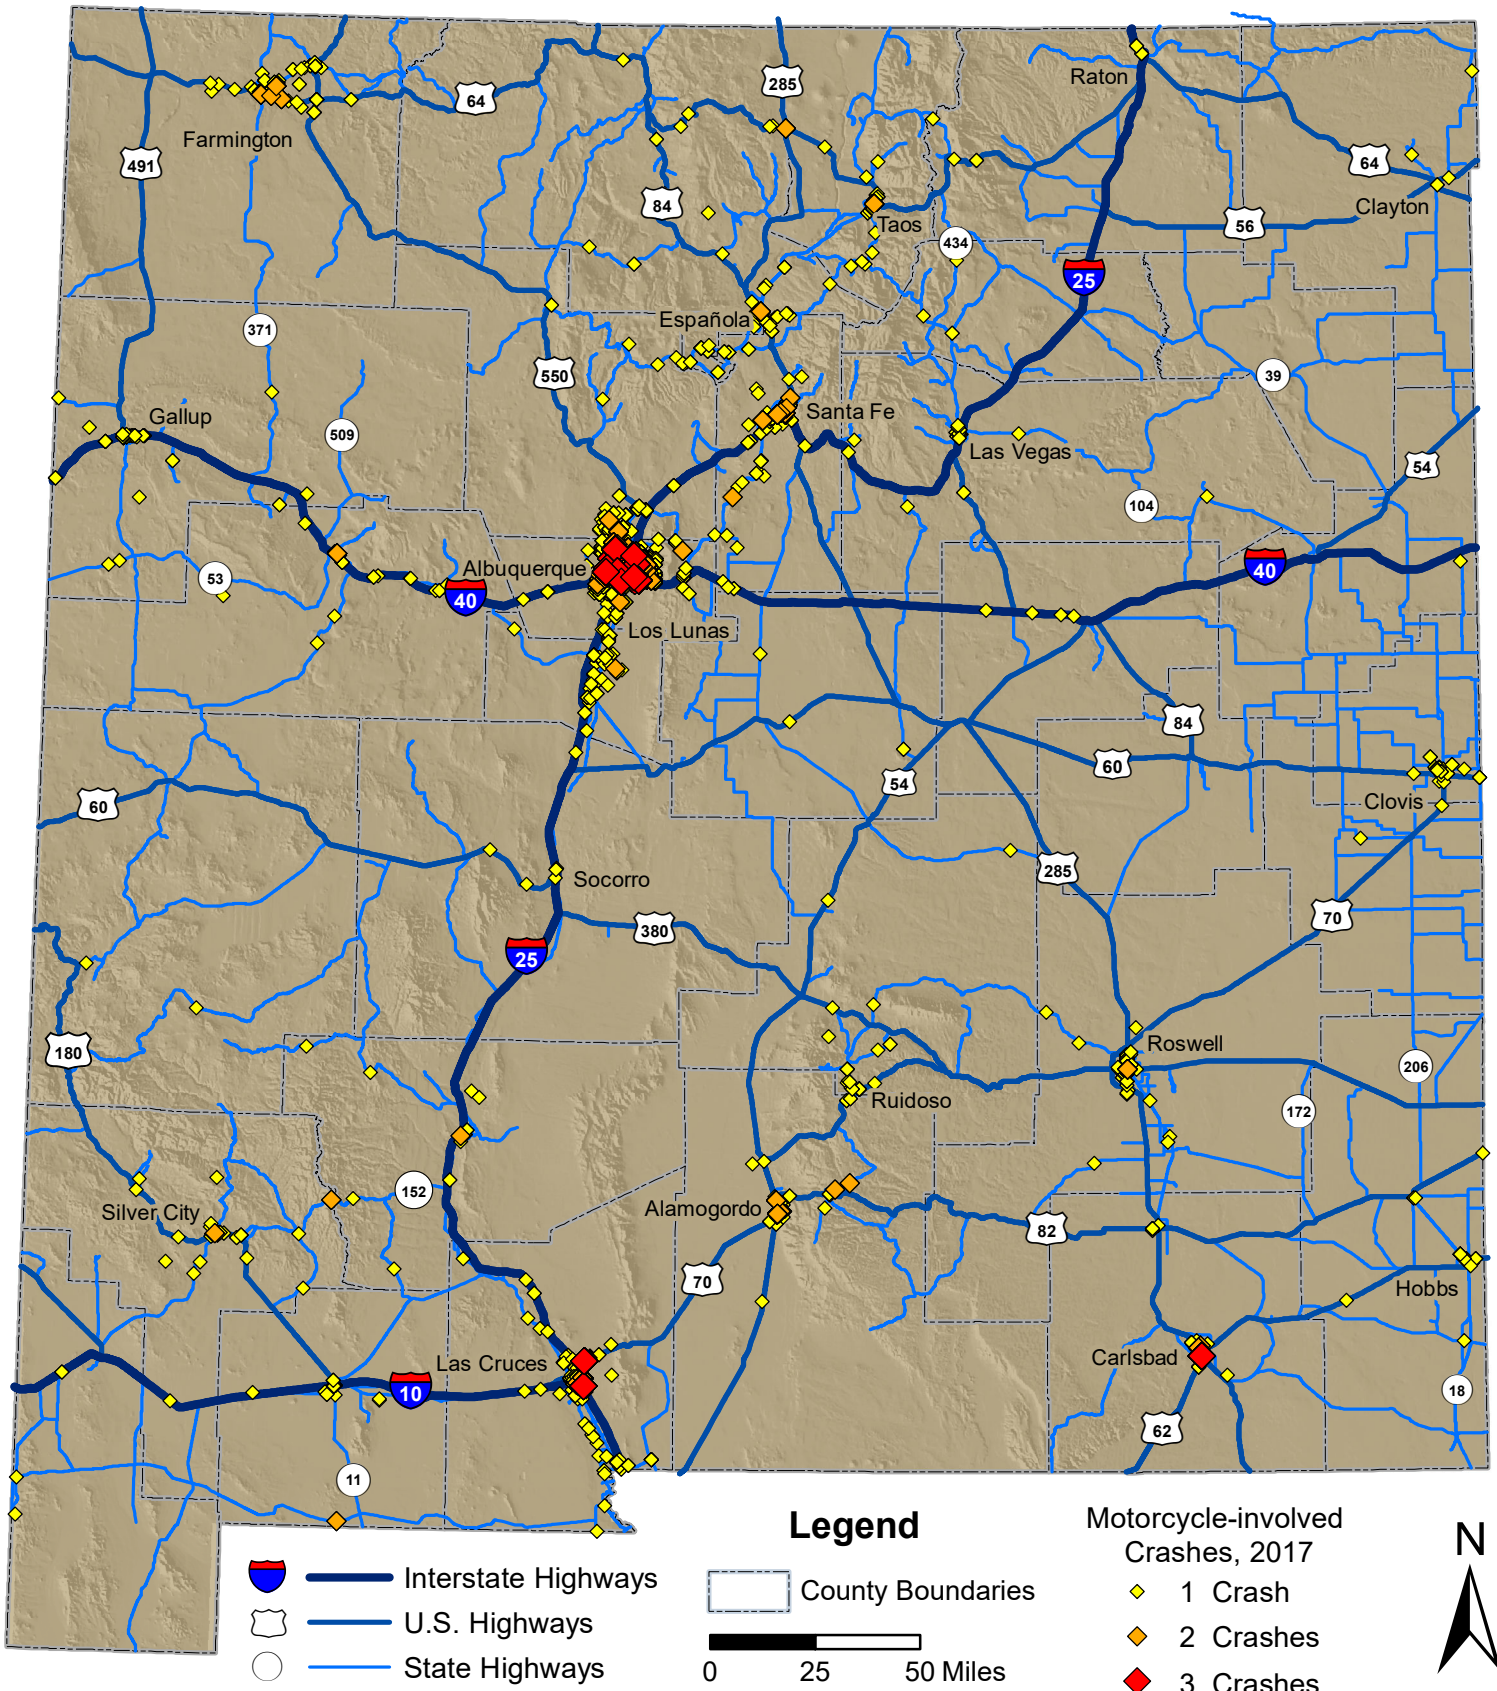 Raton
285
64
Farmington
491
64
84
Clayton
56
Taos
434
25
Española
371
550
39
Santa Fe
Gallup
509
Las Vegas
54
104
Albuquerque
40
53
40
Los Lunas
84
60
54
60
Clovis
285
Socorro
70
380
25
Roswell
180
206
Ruidoso
172
152
Silver City
Alamogordo
82
70
Hobbs
Las Cruces
Carlsbad
10
18
62
11
Legend
Motorcycle-involved
Crashes, 2017
N
Interstate Highways
County Boundaries
1 Crash
U.S. Highways
2 Crashes
State Highways
0 25 50 Miles
3 Crashes